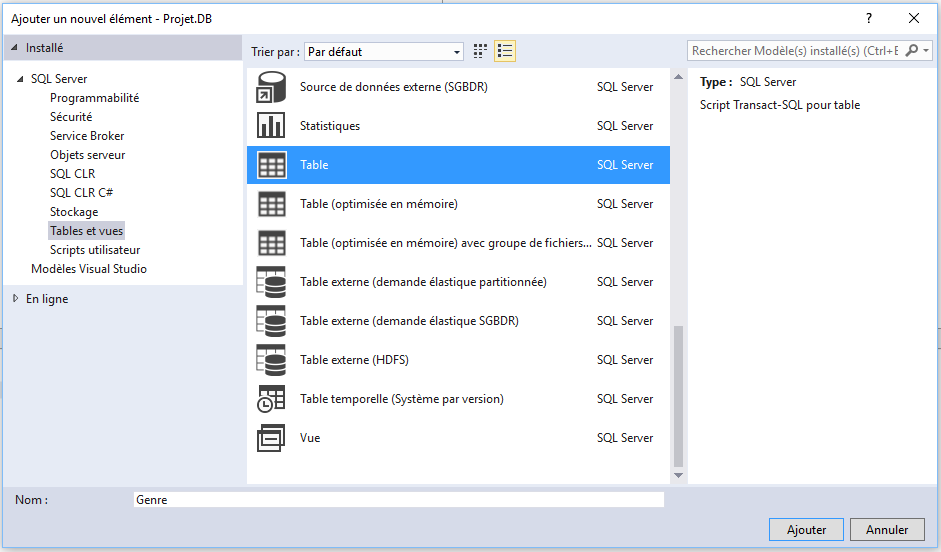 Ajouter un nouvel élément - Projet.DB
Installé
SQL Server
Programmabilité
Sécurité
Service Broker
Objets serveur
SQL CLR
SQL CLR C#
Stockage
Tables et vues
Scripts utilisateur
Modèles Visual Studio
En ligne
Trier par : Par défaut
Source de données externe (SGBDR) SQL Server
Statistiques SQL Server
Table SQL Server
Table (optimisée en mémoire) SQL Server
Table (optimisée en mémoire) avec groupe de fichiers... SQL Server
Table externe (demande élastique partitionnée) SQL Server
Table externe (demande élastique SGBDR) SQL Server
Table externe (HDFS) SQL Server
Table temporelle (Système par version) SQL Server
Vue SQL Server
Rechercher Modèle(s) installé(s) (Ctrl+E
Type : SQL Server
Script Transact-SQL pour table
Nom : Genre
Ajouter Annuler